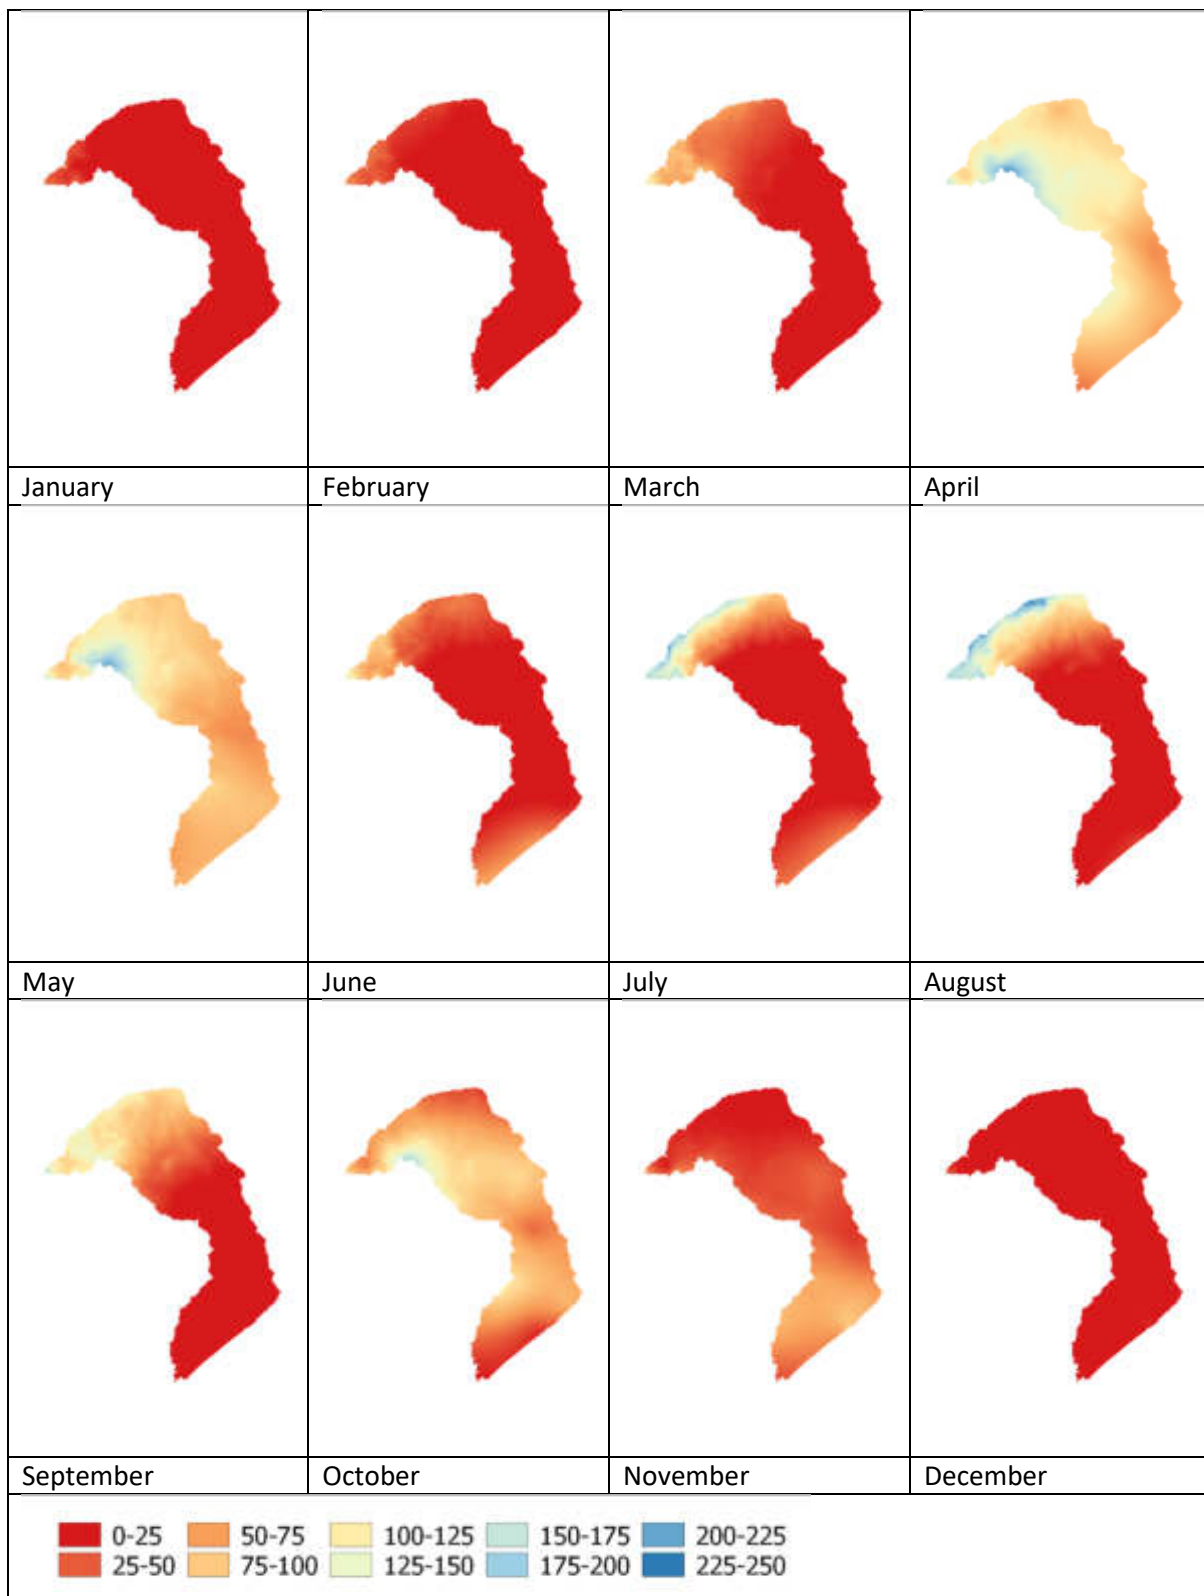 January February March April
May June July August
September October November December
0-25 50-75 100-125 150-175 200-225
25-50 75-100 125-150 175-200 225-250